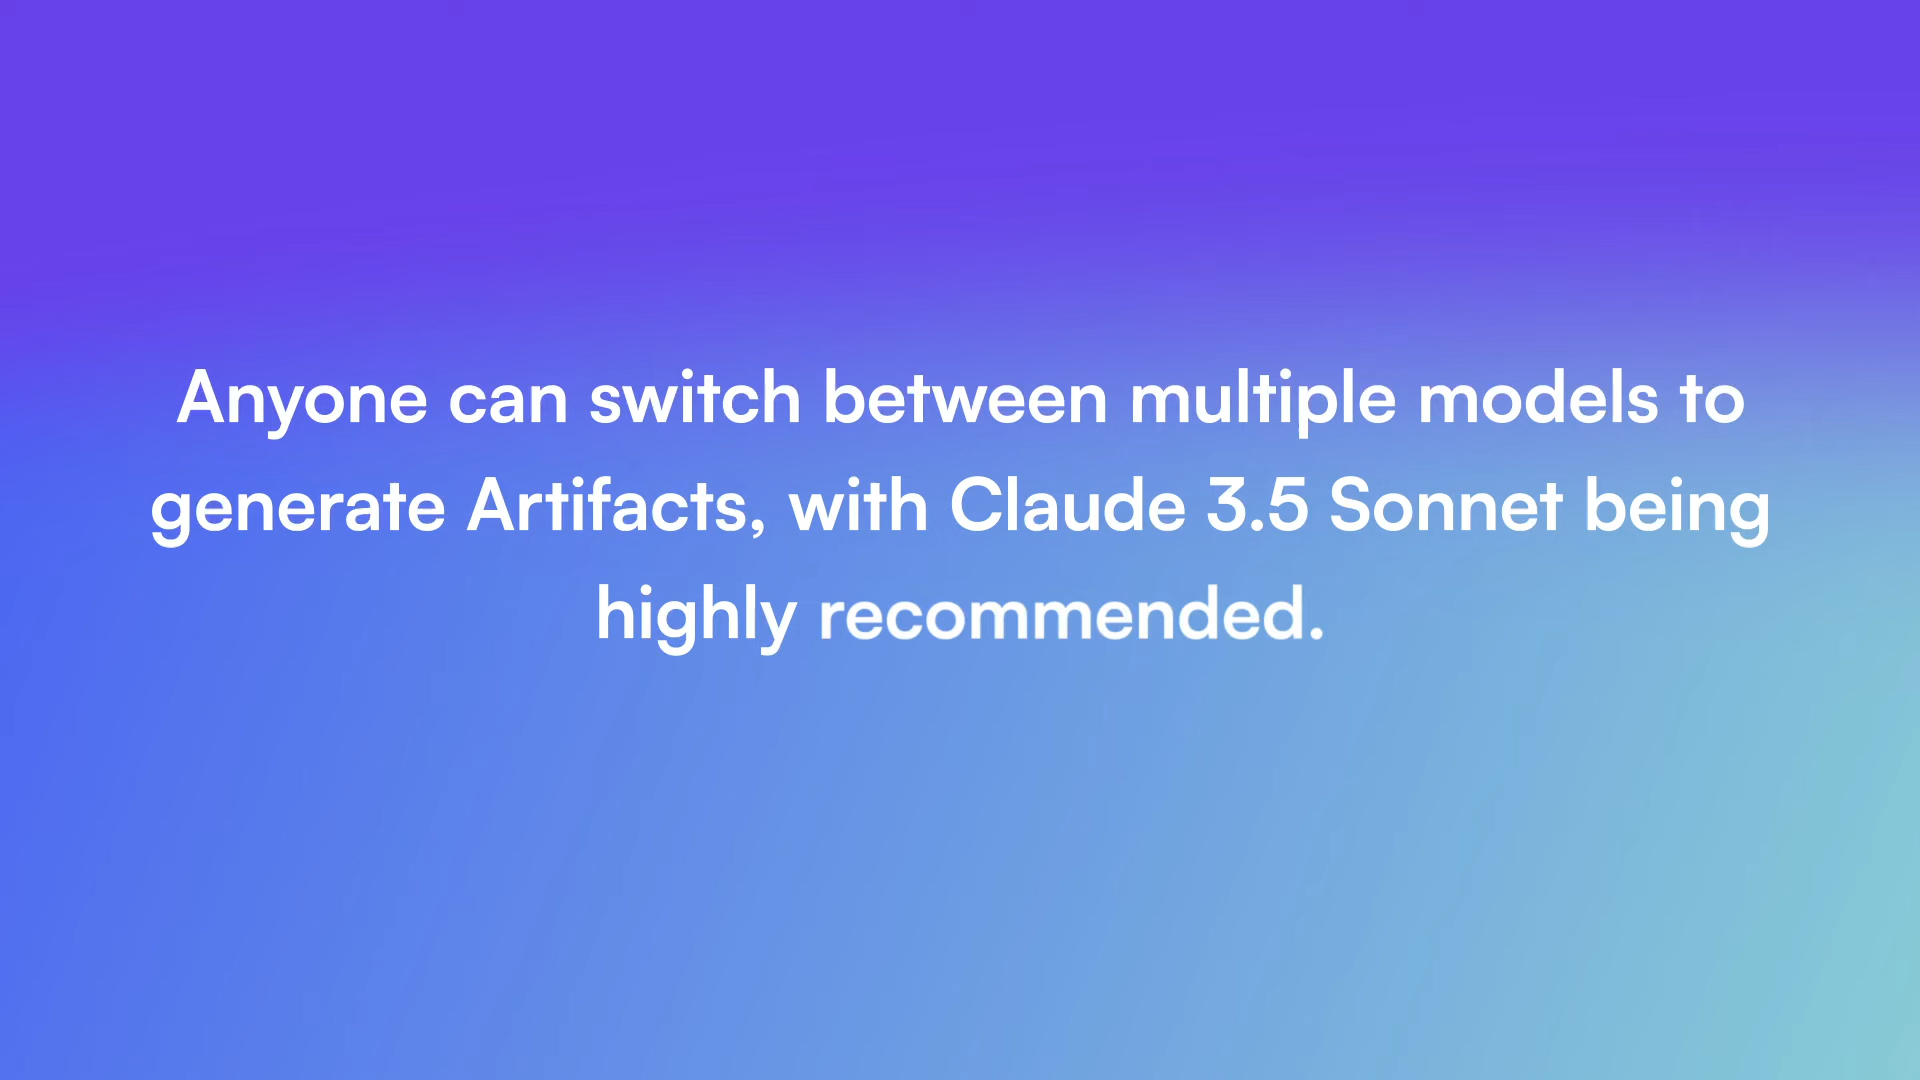 Anyone can switch between multiple models to
generate Artifacts, with Claude 3.5 Sonnet being
highly recommended.